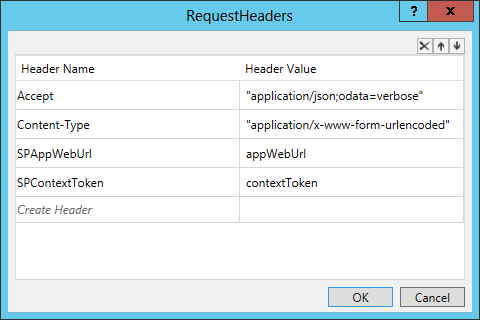 RequestHeaders
? X
Header Name Header Value
Accept "application/json;odata=verbose"
Content-Type "application/x-www-form-urlencoded"
SPAppWebUrl appWebUrl
SPContextToken contextToken
Create Header
OK Cancel